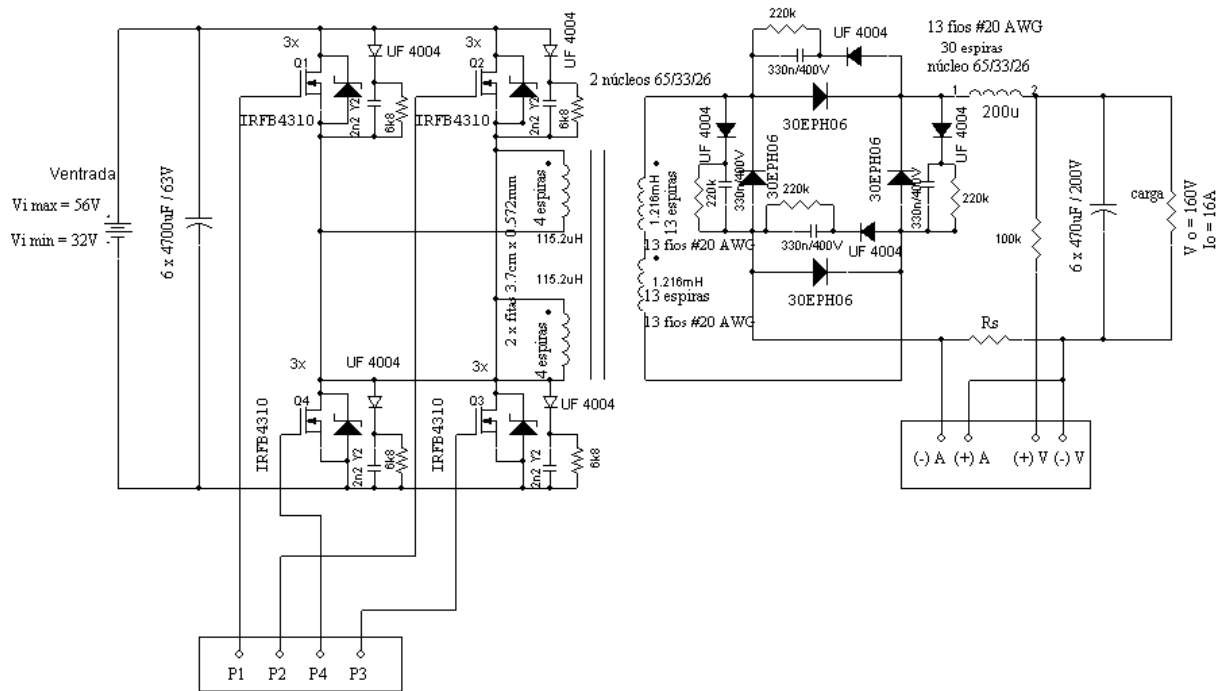 3x
UF 4004
3x
UF 4004
220k
UF 4004
13 fios #20 AWG
30 espiras
núcleo 65/33/26
Q1
Q2
330n/400V
2 núcleos 65/33/26
1
2
200u
IRFB4310
2n2 Y2
6k8
IRFB4310
2n2 Y2
6k8
30EPH06
UF 4004
UF 4004
Ventrada
Vi max = 56V
Vi min = 32V
6 x 4700uF / 63V
4 espiras
115.2uH
2 x fitas 3.7cm x 0.572mm
115.2uH
4 espiras
1.216mH
13 espiras
13 fios #20 AWG
220k
330n/400V
30EPH06
220k
30EPH06
330n/400V
220k
330n/400V
UF 4004
1.216mH
13 espiras
13 fios #20 AWG
30EPH06
100k
6 x 470uF / 200V
carga
V o = 160V
Io = 16A
Rs
3x
UF 4004
3x
Q4
Q3
UF 4004
IRFB4310
2n2 Y2
6k8
IRFB4310
2n2 Y2
6k8
(-) A
(+) A
(+) V
(-) V
P1
P2
P4
P3